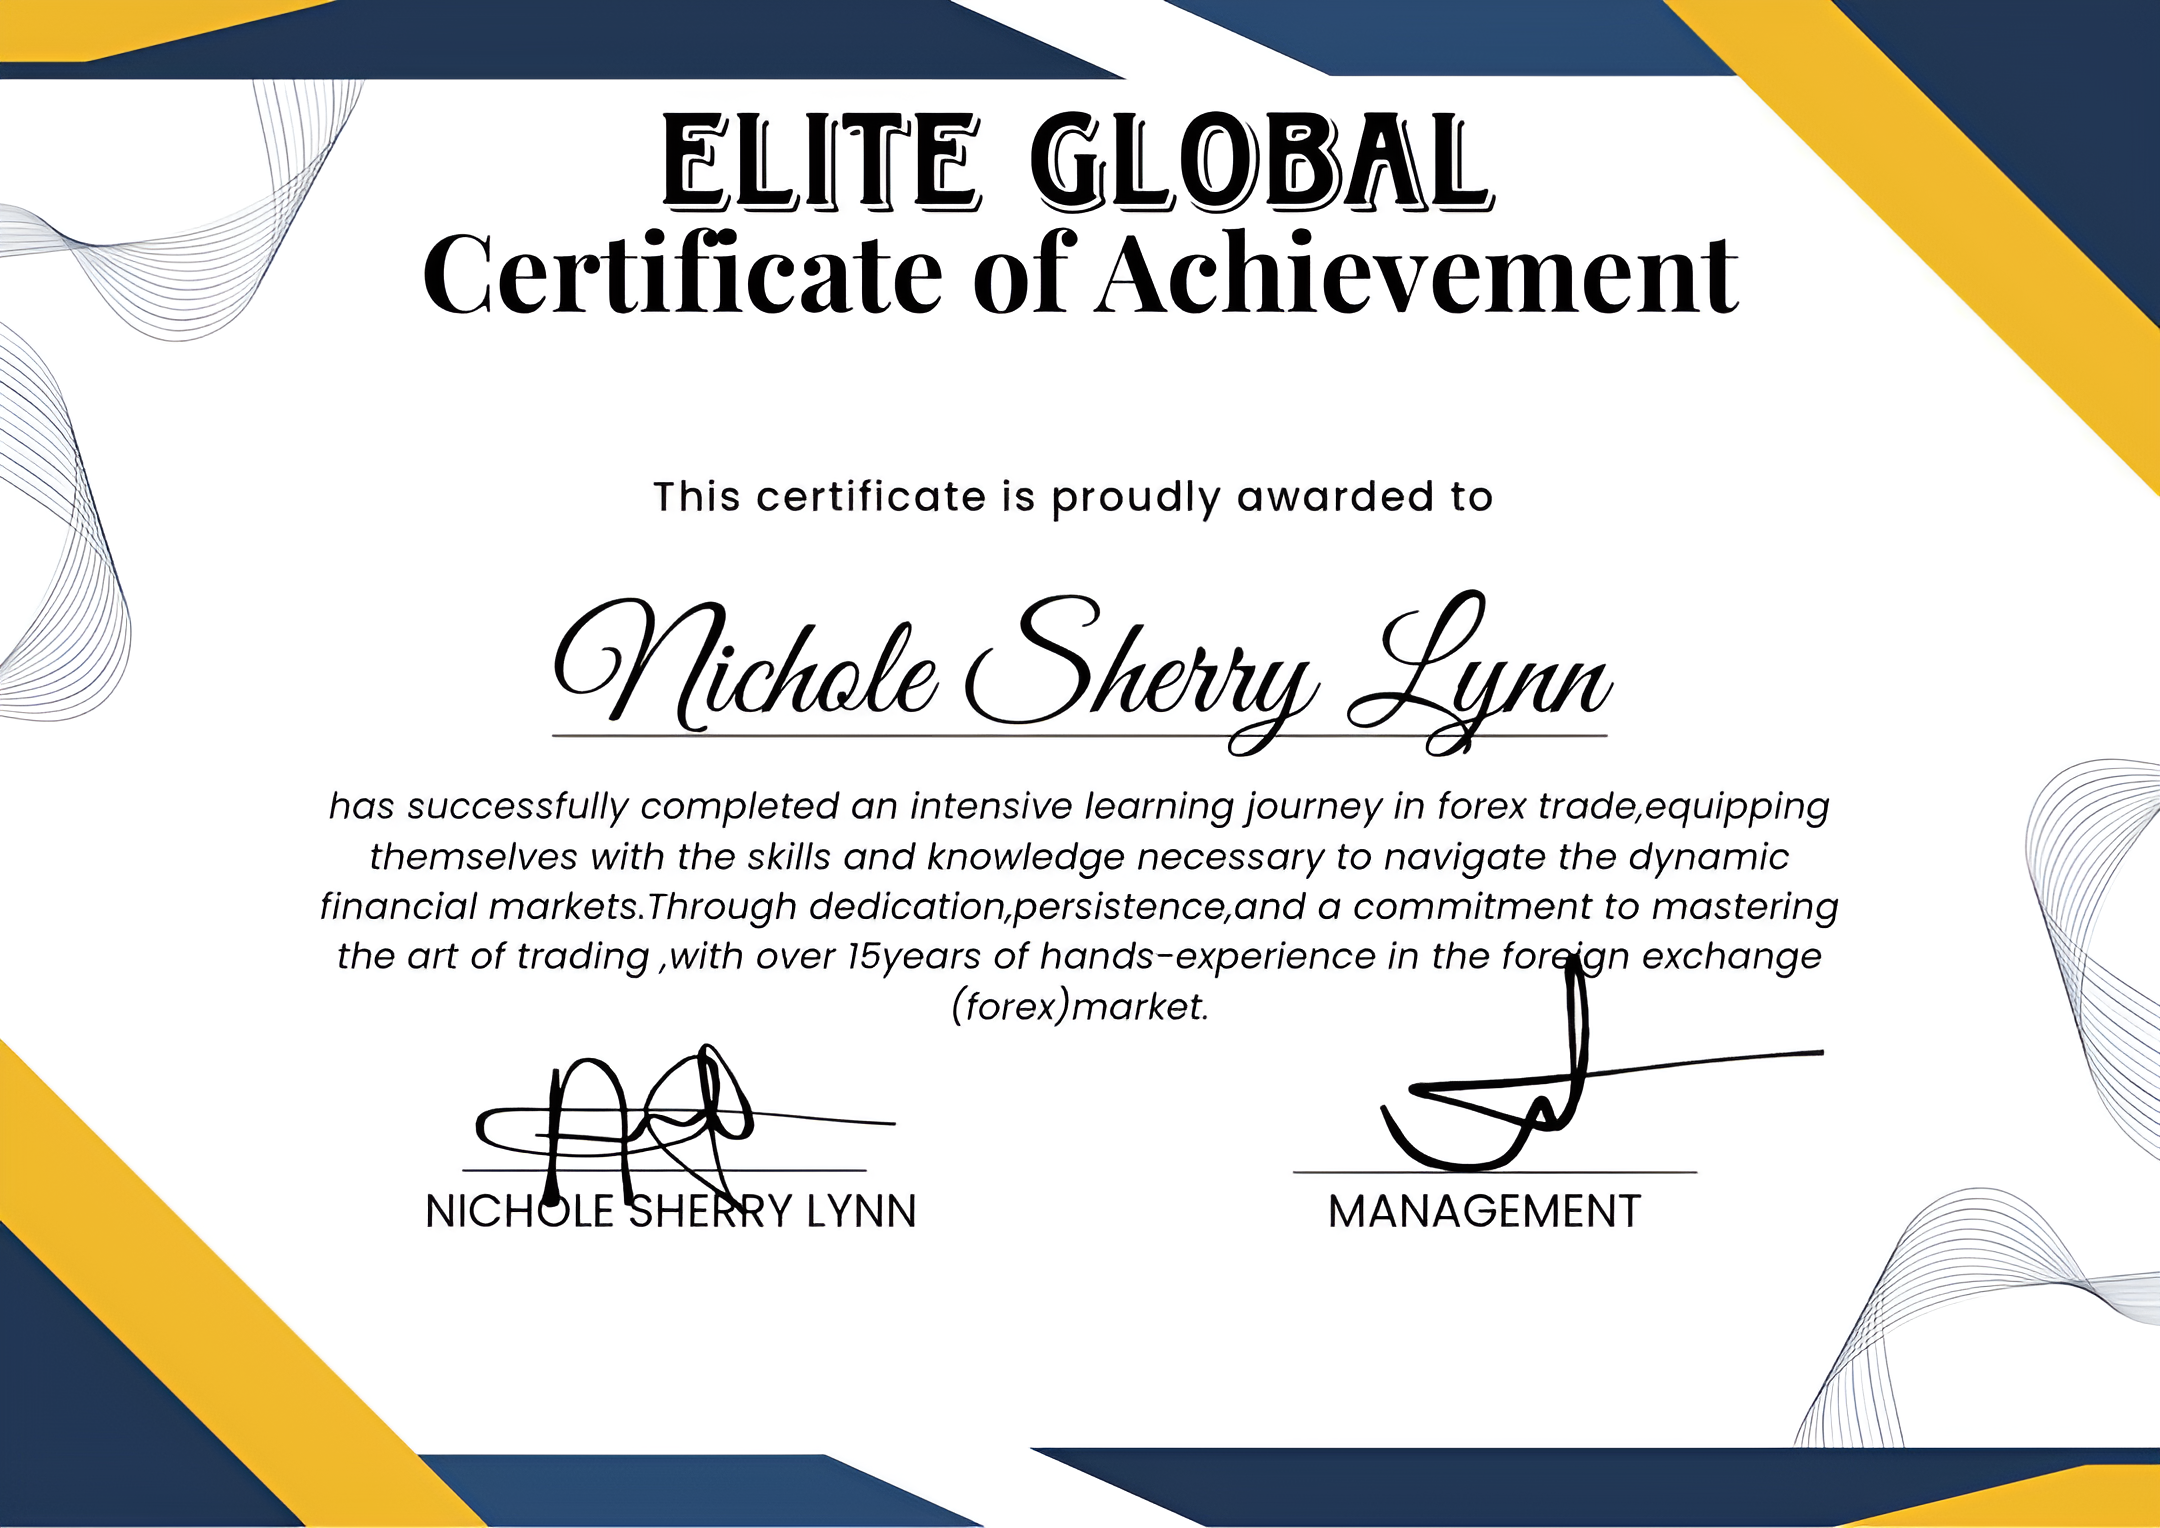 ELITE GLOBAL
Certificate of Achievement
This certificate is proudly awarded to
Nichole Sherry Lynn
has successfully completed an intensive learning journey in forex trade,equipping
themselves with the skills and knowledge necessary to navigate the dynamic
financial markets.Through dedication,persistence,and a commitment to mastering
the art of trading ,with over 15years of hands-experience in the foreign exchange
(forex)market.
NICHOLE SHERRY LYNN
MANAGEMENT